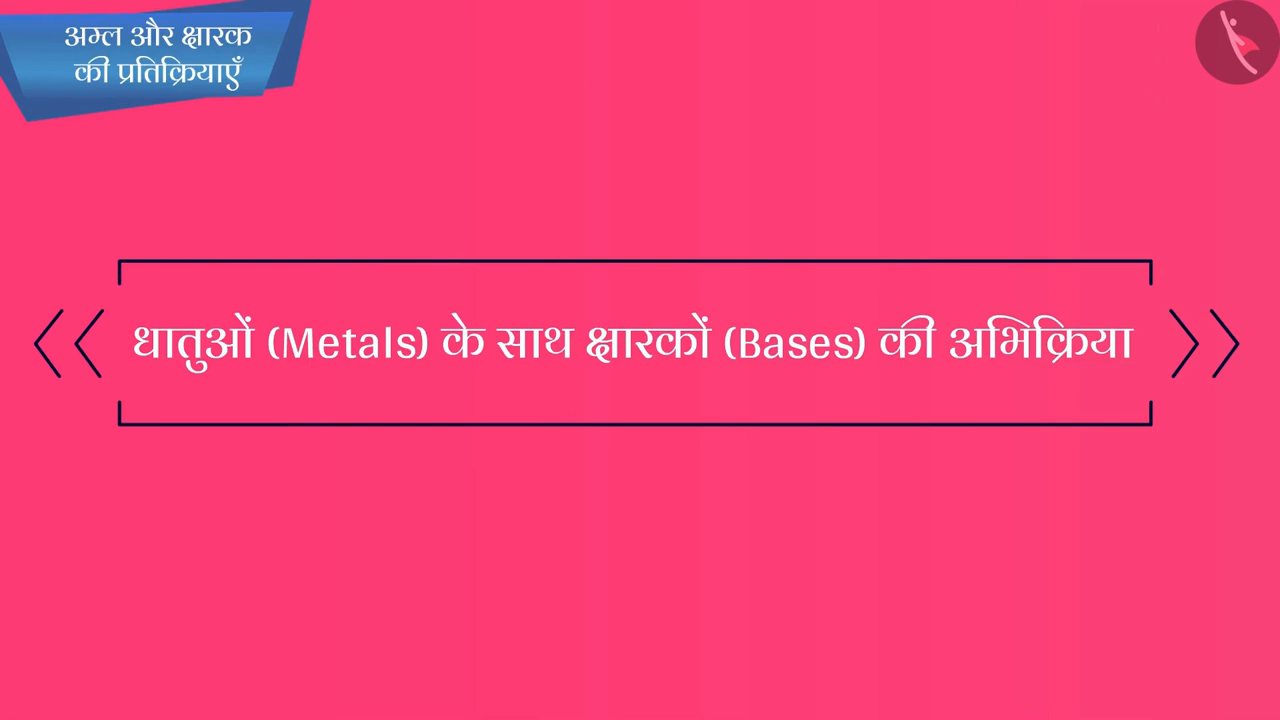 अम्ल और क्षारक
की प्रतिक्रियाएँ
धातुओं (Metals) के साथ क्षारकों (Bases) की अभिक्रिया